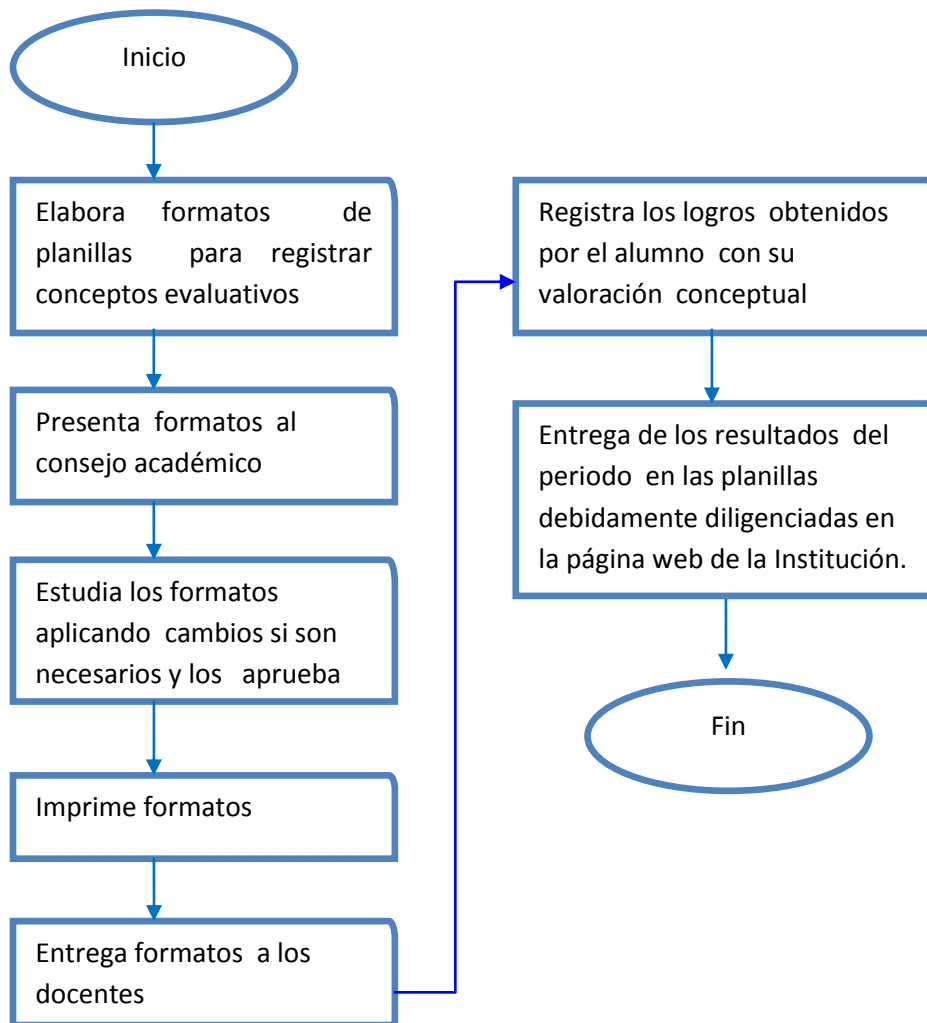 Inicio
Elabora formatos de
planillas para registrar
conceptos evaluativos
Presenta formatos al
consejo académico
Estudia los formatos
aplicando cambios si son
necesarios y los aprueba
Imprime formatos
Entrega formatos a los
docentes
Registra los logros obtenidos
por el alumno con su
valoración conceptual
Entrega de los resultados del
periodo en las planillas
debidamente diligenciadas en
la página web de la Institución.
Fin